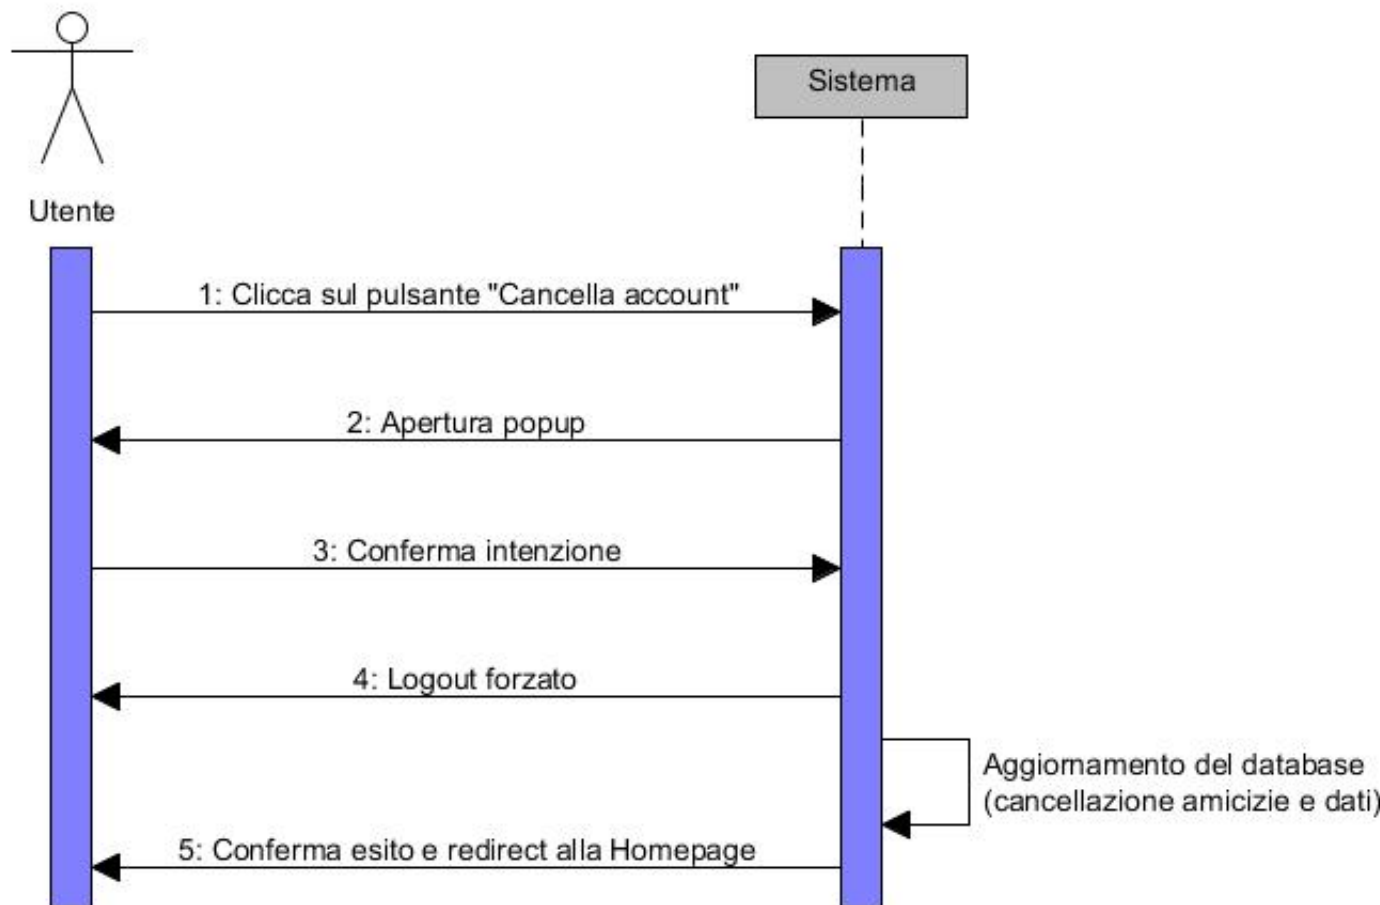 Sistema
Utente
1: Clicca sul pulsante "Cancella account"
2: Apertura popup
3: Conferma intenzione
4: Logout forzato
Aggiornamento del database
(cancellazione amicizie e dati)
5: Conferma esito e redirect alla Homepage